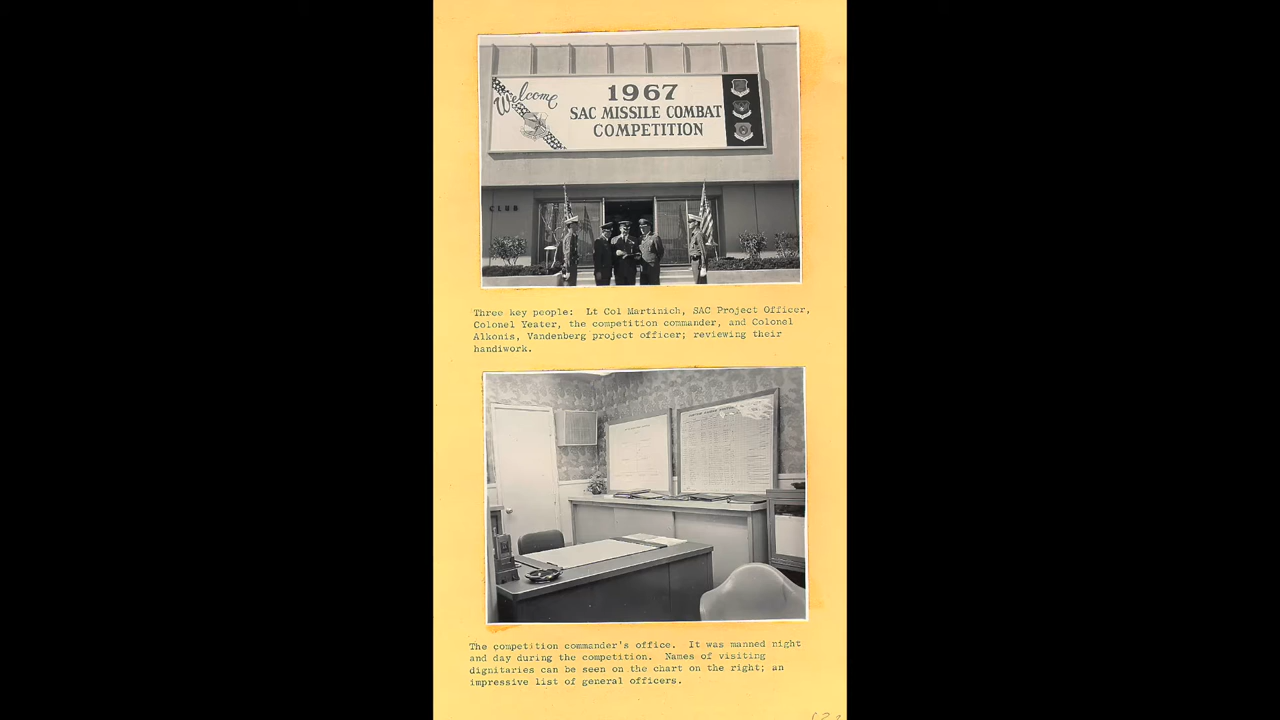 Welcome
1967
SAC MISSILE COMBAT
COMPETITION
CLUB
Three key people: Lt Col Martinich, SAC Project Officer,
Colonel Yeater, the competition commander, and Colonel
Alkonis, Vandenberg project officer; reviewing their
handiwork.
The competition commander's office. It was manned night
and day during the competition. Names of visiting
dignitaries can be seen on the chart on the right; an
impressive list of general officers.